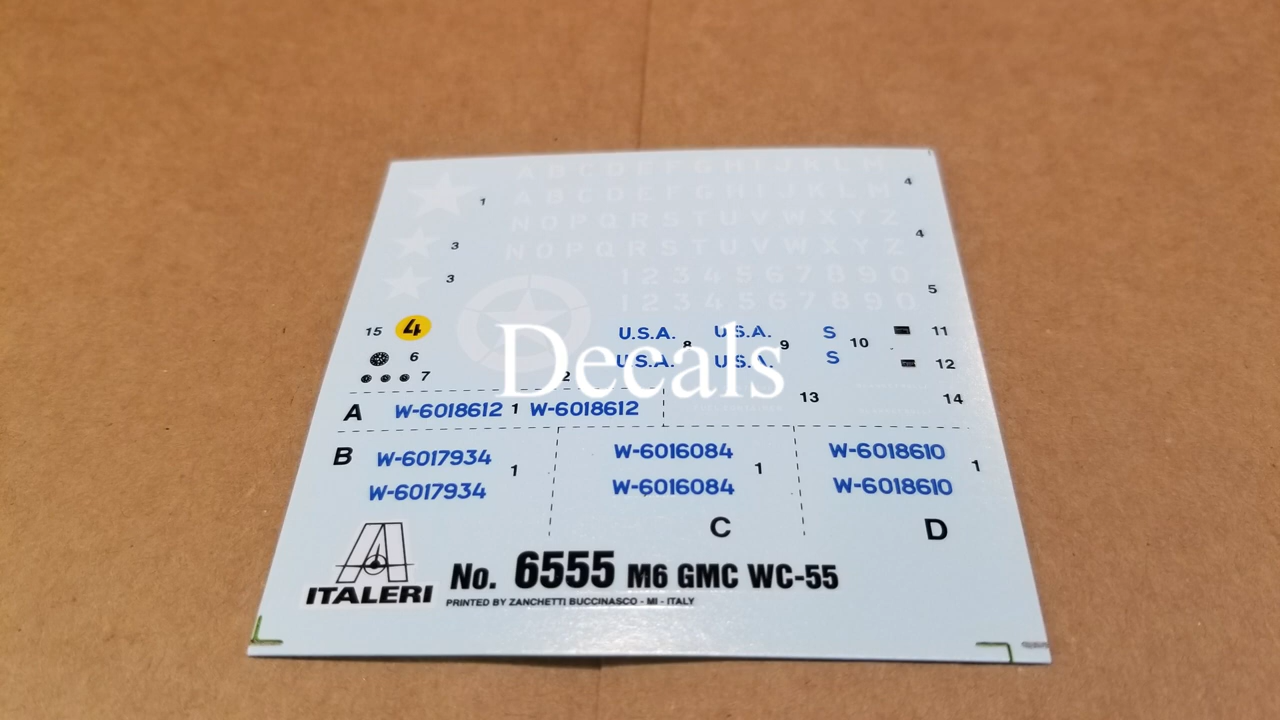 A B C D E F G H I J K L M
A B C D E F G H I J K L M 4
1
N O P Q R S T U V W X Y Z
N O P Q R S T U V W X Y Z 4
3
3
1 2 3 4 5 6 7 8 9 0
1 2 3 4 5 6 7 8 9 0 5
15 4 U.S.A. 8 U.S.A. 9 S 10 11
6 U.S.A. U.S.A. S 12
7 2
Decals
13 14
A W-6018612 1 W-6018612
B W-6017934 1 W-6016084 1 W-6018610 1
W-6017934 W-6016084 W-6018610
C D
ITALERI No. 6555 M6 GMC WC-55
PRINTED BY ZANCHETTI BUCCINASCO - MI - ITALY